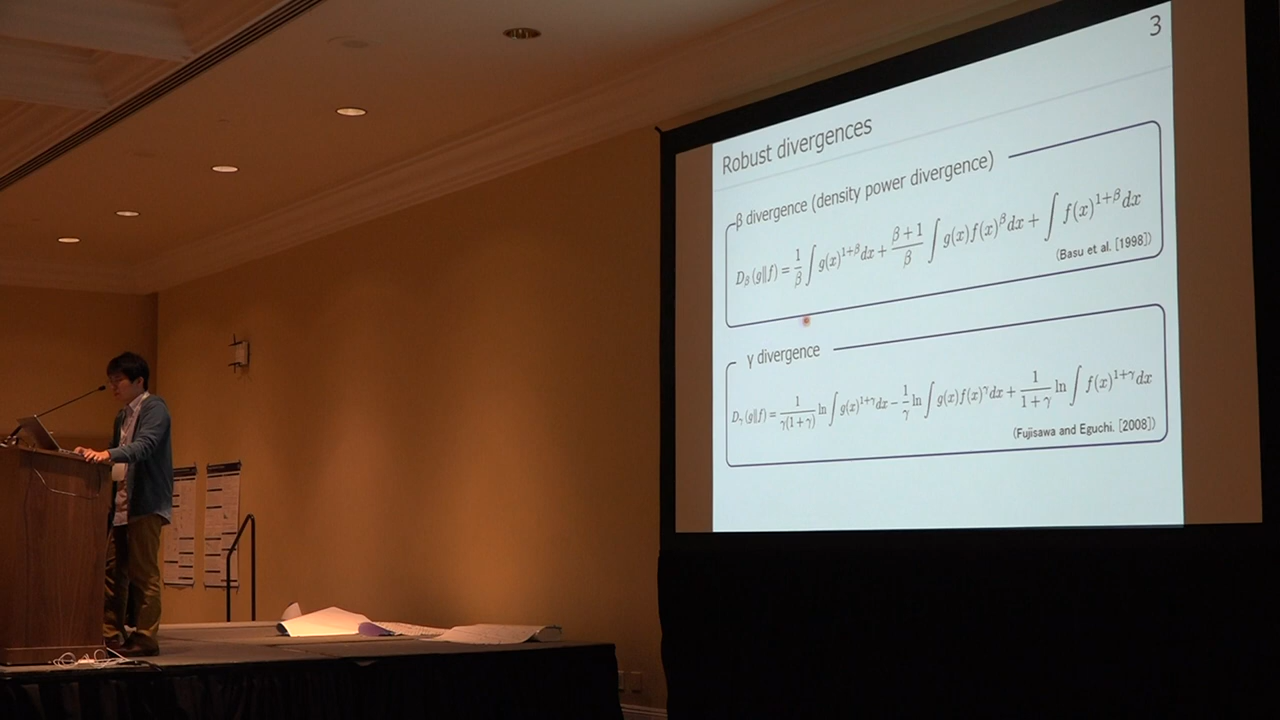 3
Robust divergences
β divergence (density power divergence)
D_β (g‖f) = 1/β ∫ g(x)^{1+β} dx + (β+1)/β ∫ g(x) f(x)^β dx + ∫ f(x)^{1+β} dx
(Basu et al. [1998])
γ divergence
D_γ (g‖f) = 1/(γ(1+γ)) ln ∫ g(x)^{1+γ} dx − 1/γ ln ∫ g(x) f(x)^γ dx + 1/(1+γ) ln ∫ f(x)^{1+γ} dx
(Fujisawa and Eguchi. [2008])